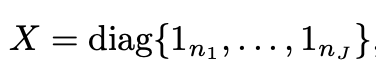 X = diag{1_{n_1}, . . . , 1_{n_J}},